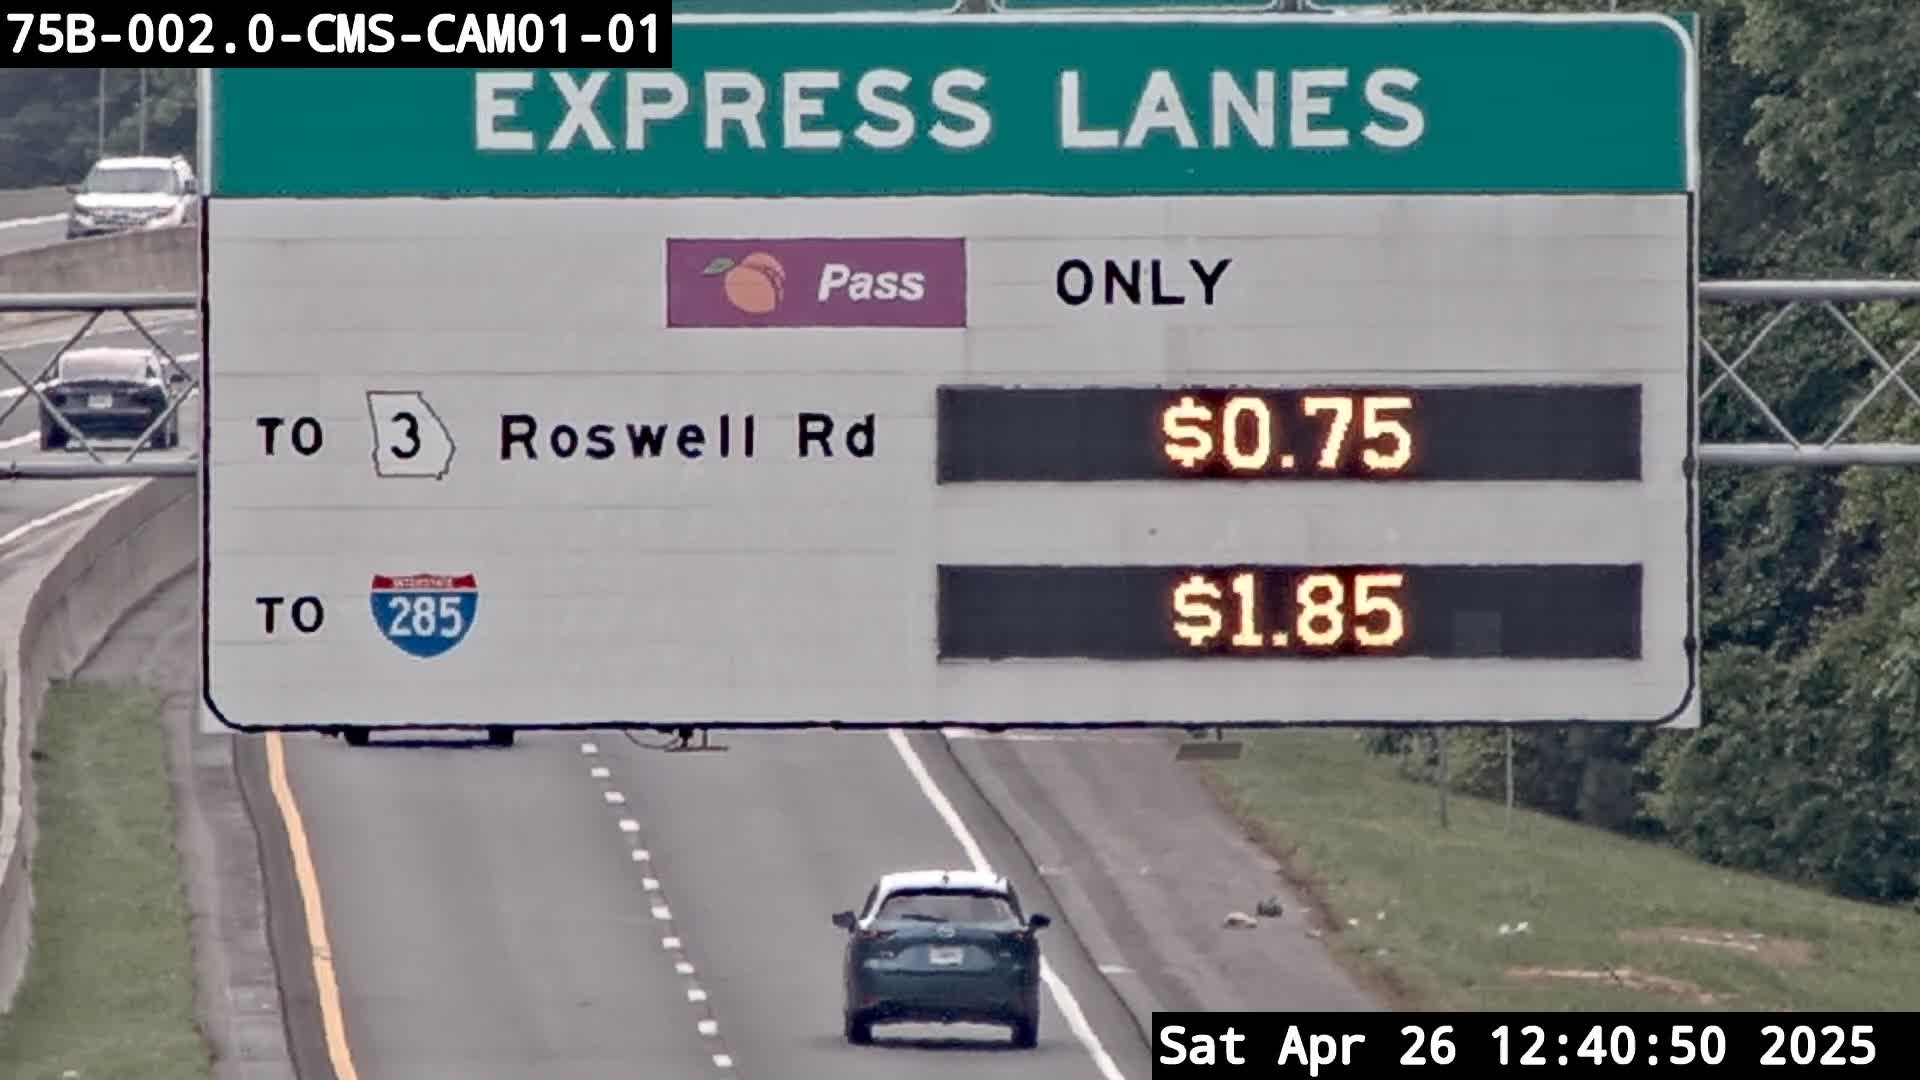 75B-002.0-CMS-CAM01-01
EXPRESS LANES
Pass ONLY
TO 3 Roswell Rd $0.75
INTERSTATE
TO 285 $1.85
Sat Apr 26 12:40:50 2025